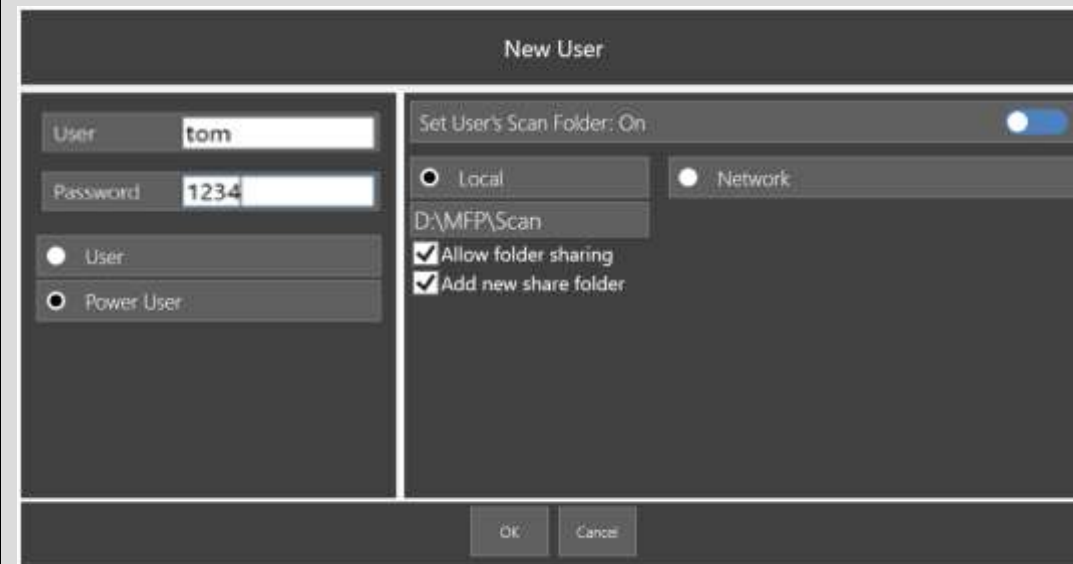 New User
User tom
Password 1234
User
Power User
Set User's Scan Folder: On
Local
Network
D:\MFP\Scan
Allow folder sharing
Add new share folder
OK
Cancel